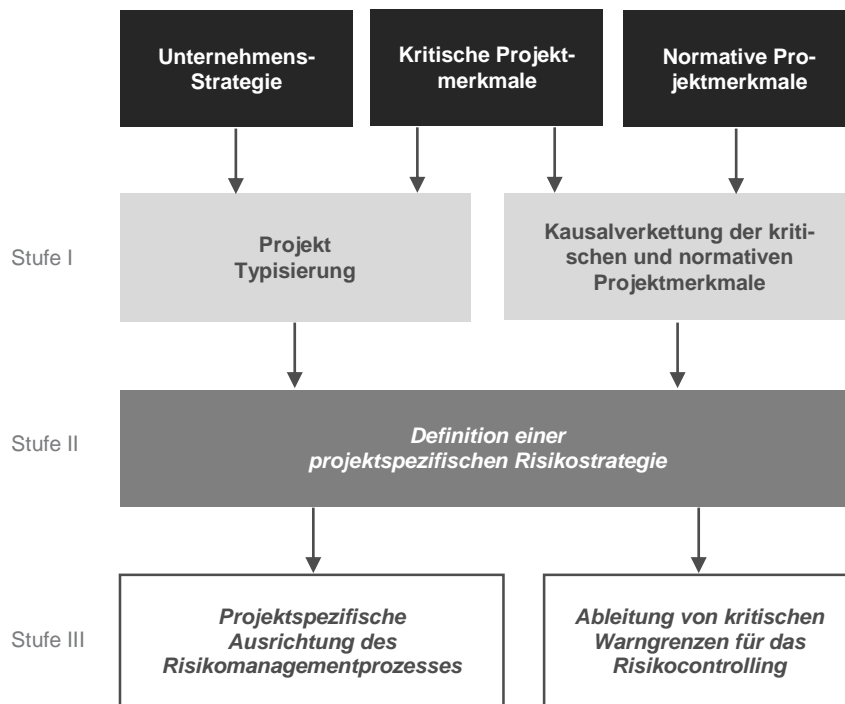 Unternehmens-
Strategie
Kritische Projekt-
merkmale
Normative Pro-
jektmerkmale
Stufe I
Projekt
Typisierung
Kausalverkettung der kriti-
schen und normativen
Projektmerkmale
Stufe II
Definition einer
projektspezifischen Risikostrategie
Stufe III
Projektspezifische
Ausrichtung des
Risikomanagementprozesses
Ableitung von kritischen
Warngrenzen für das
Risikocontrolling